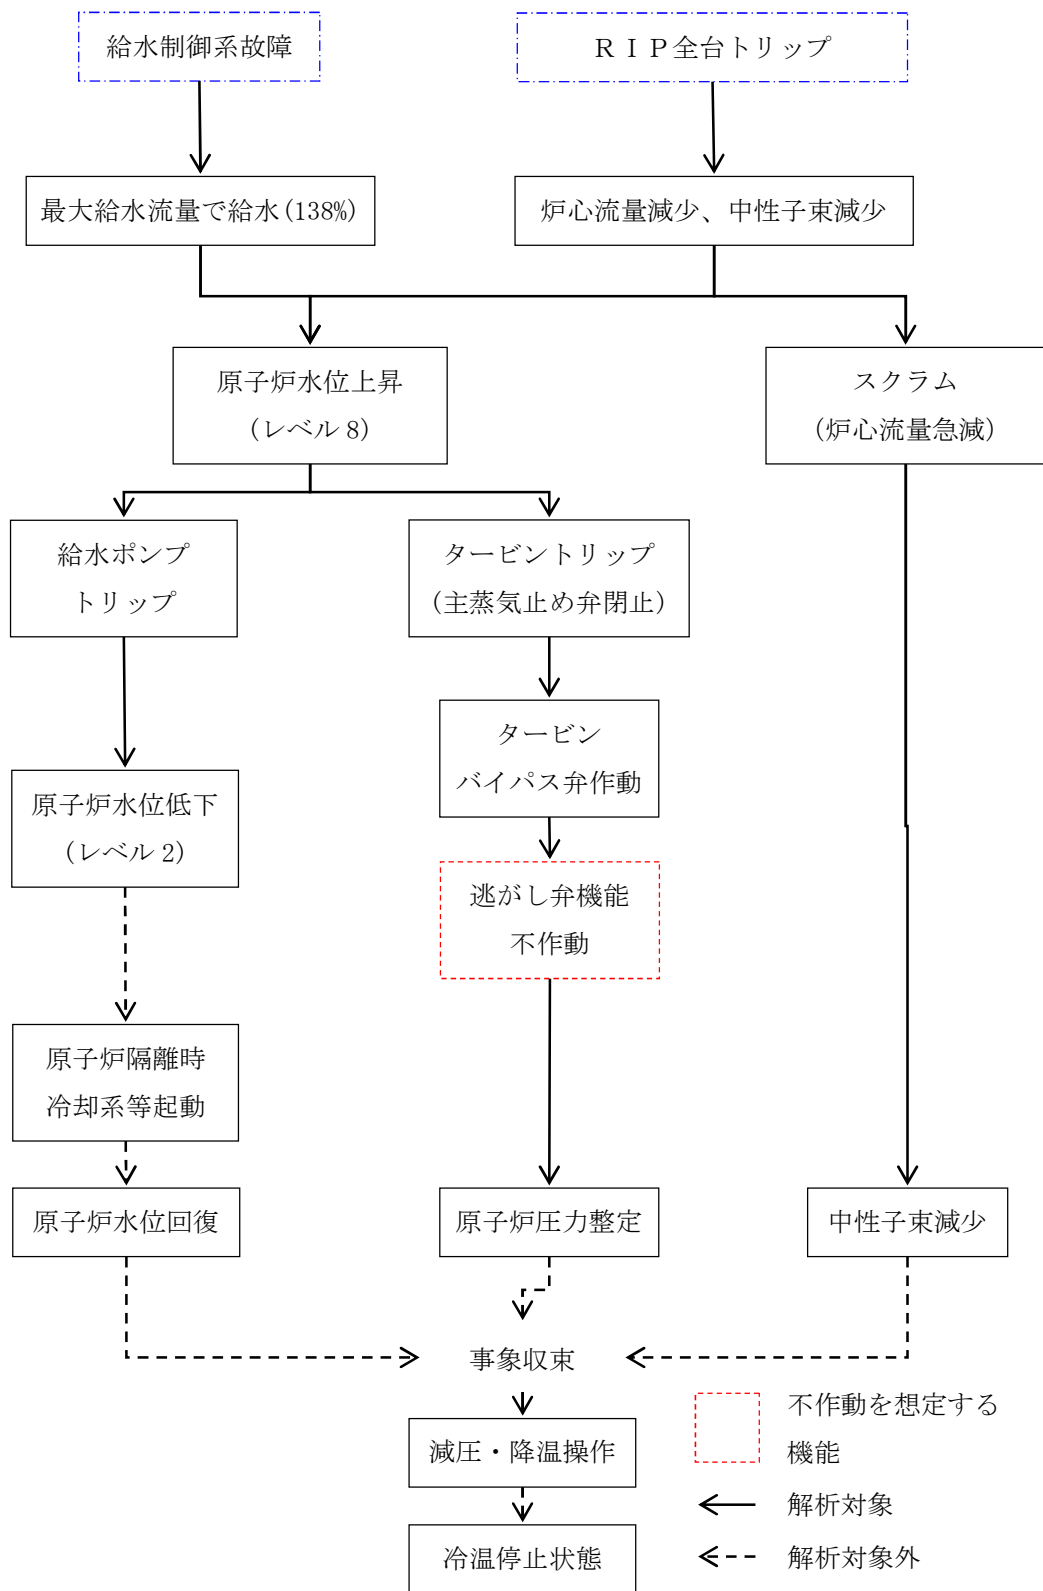 給水制御系故障
ＲＩＰ全台トリップ
最大給水流量で給水(138%)
炉心流量減少、中性子束減少
原子炉水位上昇
(レベル 8)
スクラム
(炉心流量急減)
給水ポンプ
トリップ
タービントリップ
(主蒸気止め弁閉止)
タービン
バイパス弁作動
原子炉水位低下
(レベル 2)
逃がし弁機能
不作動
原子炉隔離時
冷却系等起動
原子炉水位回復
原子炉圧力整定
中性子束減少
事象収束
減圧・降温操作
冷温停止状態
不作動を想定する
機能
解析対象
解析対象外